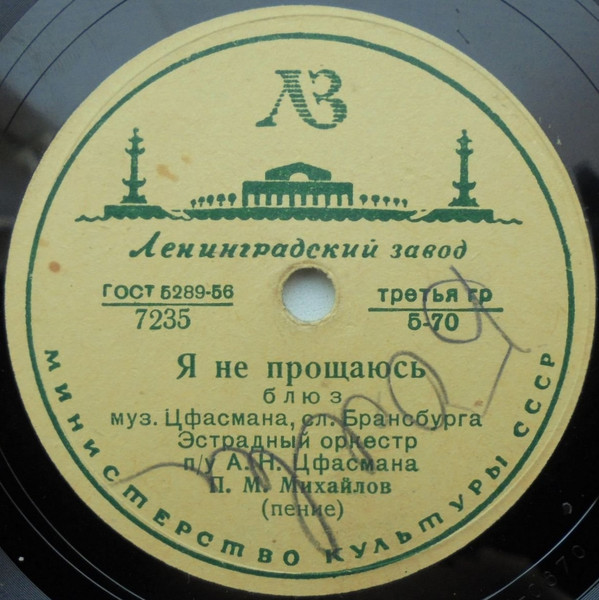 ЛЗ
Ленинградский завод
ГОСТ 5289-56
7235
третья гр
5-70
Я не прощаюсь
блюз
муз. Цфасмана, сл. Брансбурга
Эстрадный оркестр
п/у А. Н. Цфасмана
П. М. Михайлов
(пение)
МИНИСТЕРСТВО КУЛЬТУРЫ СССР